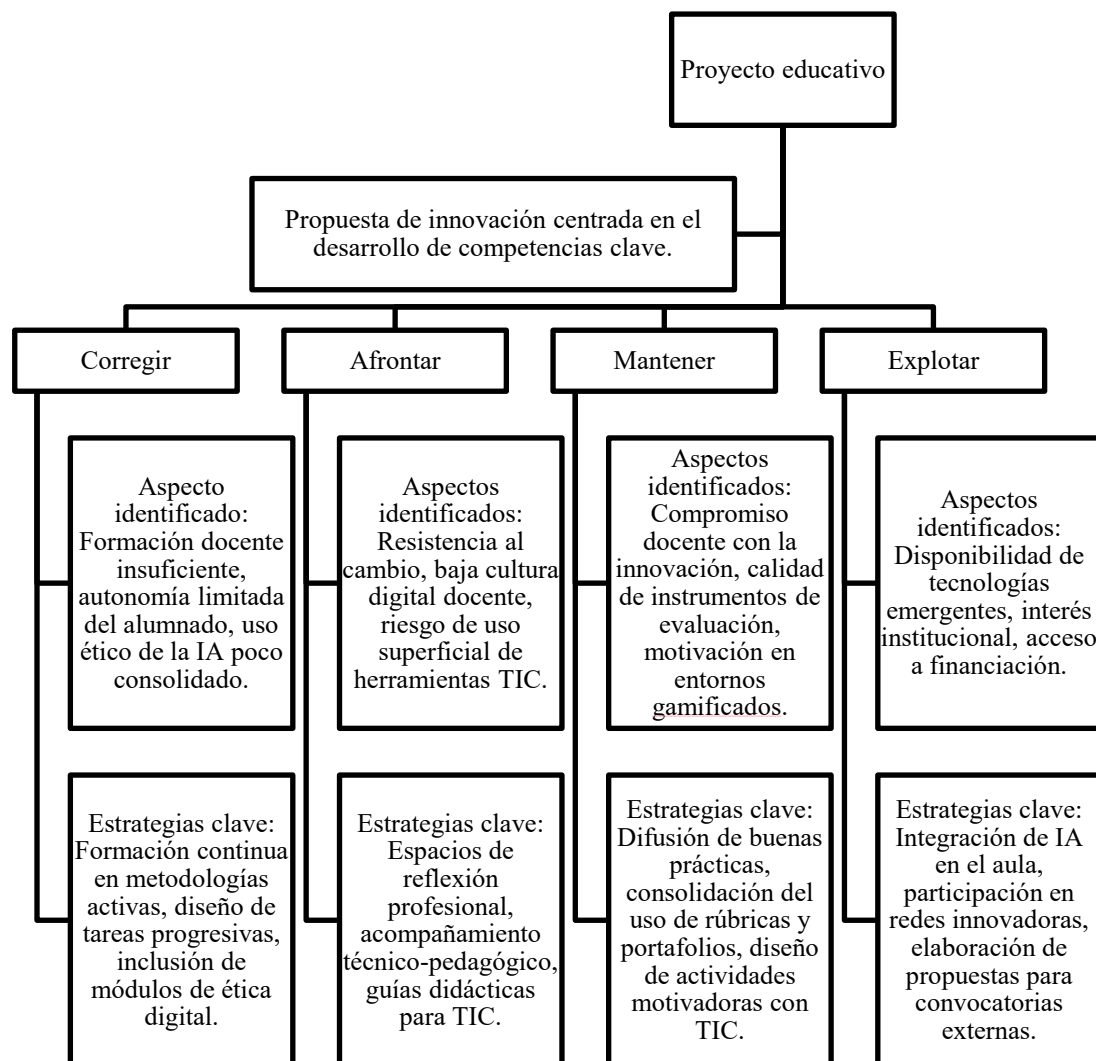 Proyecto educativo
Propuesta de innovación centrada en el
desarrollo de competencias clave.
Corregir
Afrontar
Mantener
Explotar
Aspecto
identificado:
Formación docente
insuficiente,
autonomía limitada
del alumnado, uso
ético de la IA poco
consolidado.
Aspectos
identificados:
Resistencia al
cambio, baja cultura
digital docente,
riesgo de uso
superficial de
herramientas TIC.
Aspectos
identificados:
Compromiso
docente con la
innovación, calidad
de instrumentos de
evaluación,
motivación en
entornos
gamificados.
Aspectos
identificados:
Disponibilidad de
tecnologías
emergentes, interés
institucional, acceso
a financiación.
Estrategias clave:
Formación continua
en metodologías
activas, diseño de
tareas progresivas,
inclusión de
módulos de ética
digital.
Estrategias clave:
Espacios de
reflexión
profesional,
acompañamiento
técnico-pedagógico,
guías didácticas
para TIC.
Estrategias clave:
Difusión de buenas
prácticas,
consolidación del
uso de rúbricas y
portafolios, diseño
de actividades
motivadoras con
TIC.
Estrategias clave:
Integración de IA
en el aula,
participación en
redes innovadoras,
elaboración de
propuestas para
convocatorias
externas.